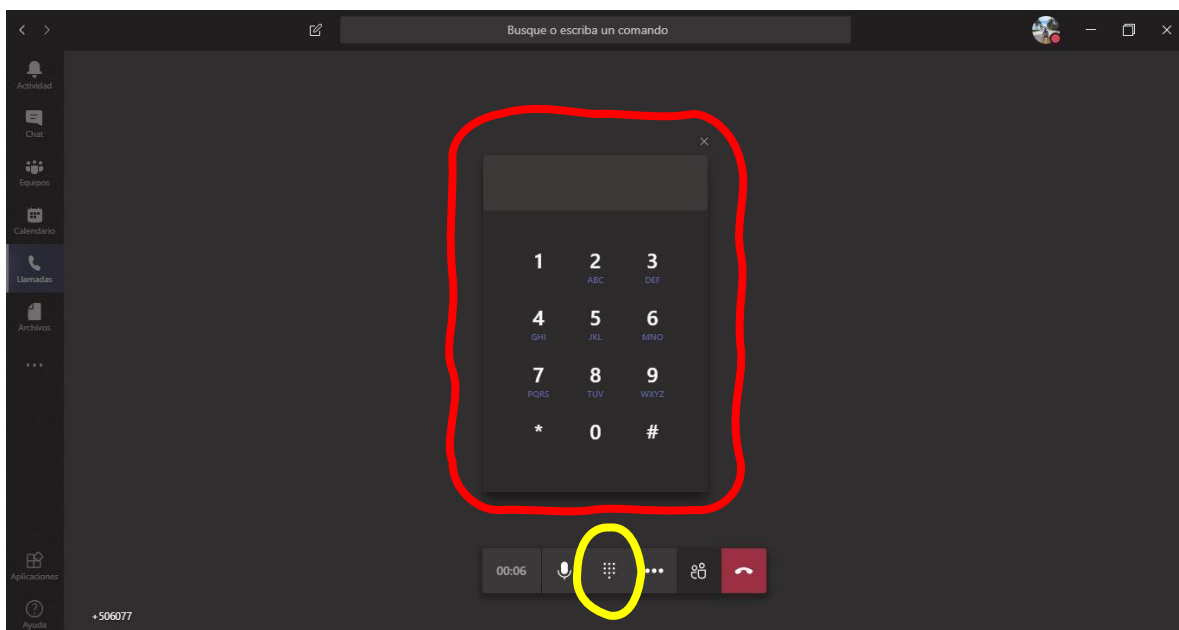 Busque o escriba un comando
Actividad
Chat
Equipos
Calendario
Llamadas
Archivos
1 2 3
ABC DEF
4 5 6
GHI JKL MNO
7 8 9
PQRS TUV WXYZ
* 0 #
00:06
Aplicaciones
Ayuda
+506077